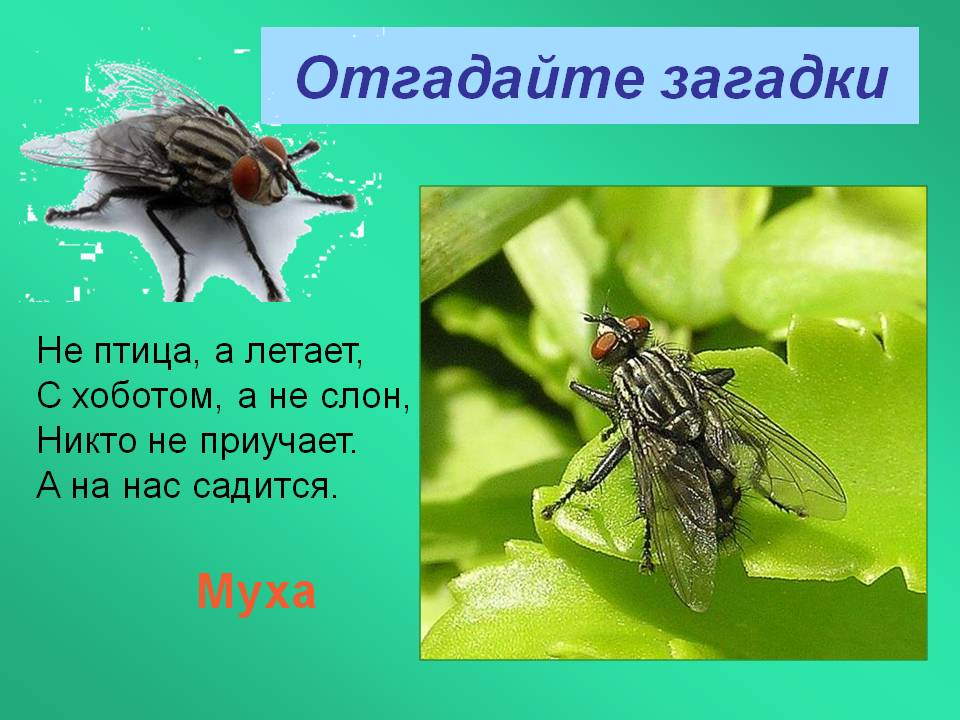 Отгадайте загадки
Не птица, а летает,
С хоботом, а не слон,
Никто не приучает.
А на нас садится.
Муха